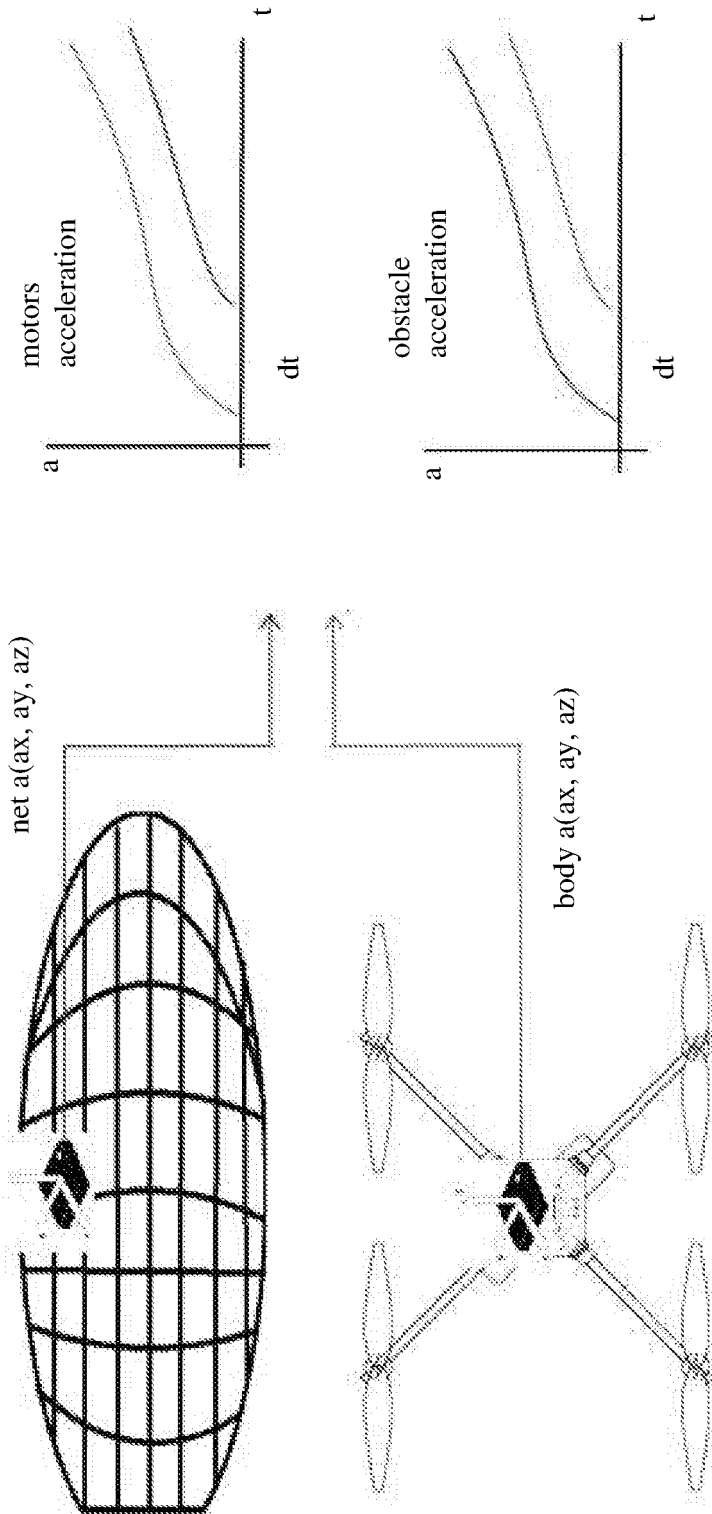 net a(ax, ay, az)
body a(ax, ay, az)
a
motors
acceleration
dt
t
a
obstacle
acceleration
dt
t